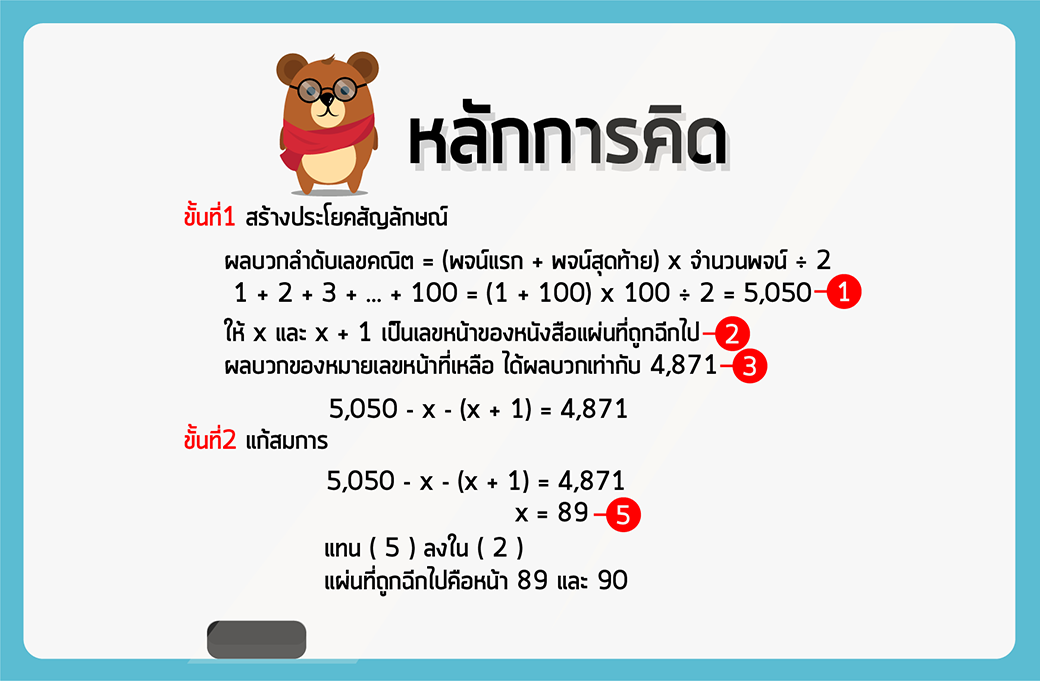 หลักการคิด
ขั้นที่1 สร้างประโยคสัญลักษณ์
ผลบวกลำดับเลขคณิต = (พจน์แรก + พจน์สุดท้าย) x จำนวนพจน์ ÷ 2
1 + 2 + 3 + ... + 100 = (1 + 100) x 100 ÷ 2 = 5,050 1
ให้ x และ x + 1 เป็นเลขหน้าของหนังสือแผ่นที่ถูกฉีกไป 2
ผลบวกของหมายเลขหน้าที่เหลือ ได้ผลบวกเท่ากับ 4,871 3
5,050 - x - (x + 1) = 4,871
ขั้นที่2 แก้สมการ
5,050 - x - (x + 1) = 4,871
x = 89 5
แทน ( 5 ) ลงใน ( 2 )
แผ่นที่ถูกฉีกไปคือหน้า 89 และ 90